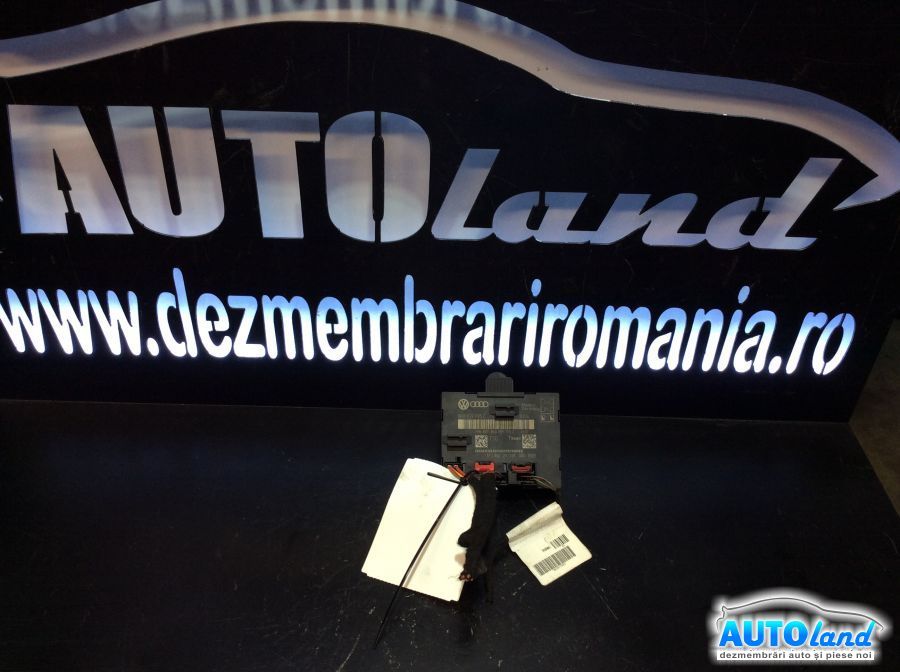 AUTOland
www.dezmembrariromania.ro
AUTOland
dezmembrări auto și piese noi